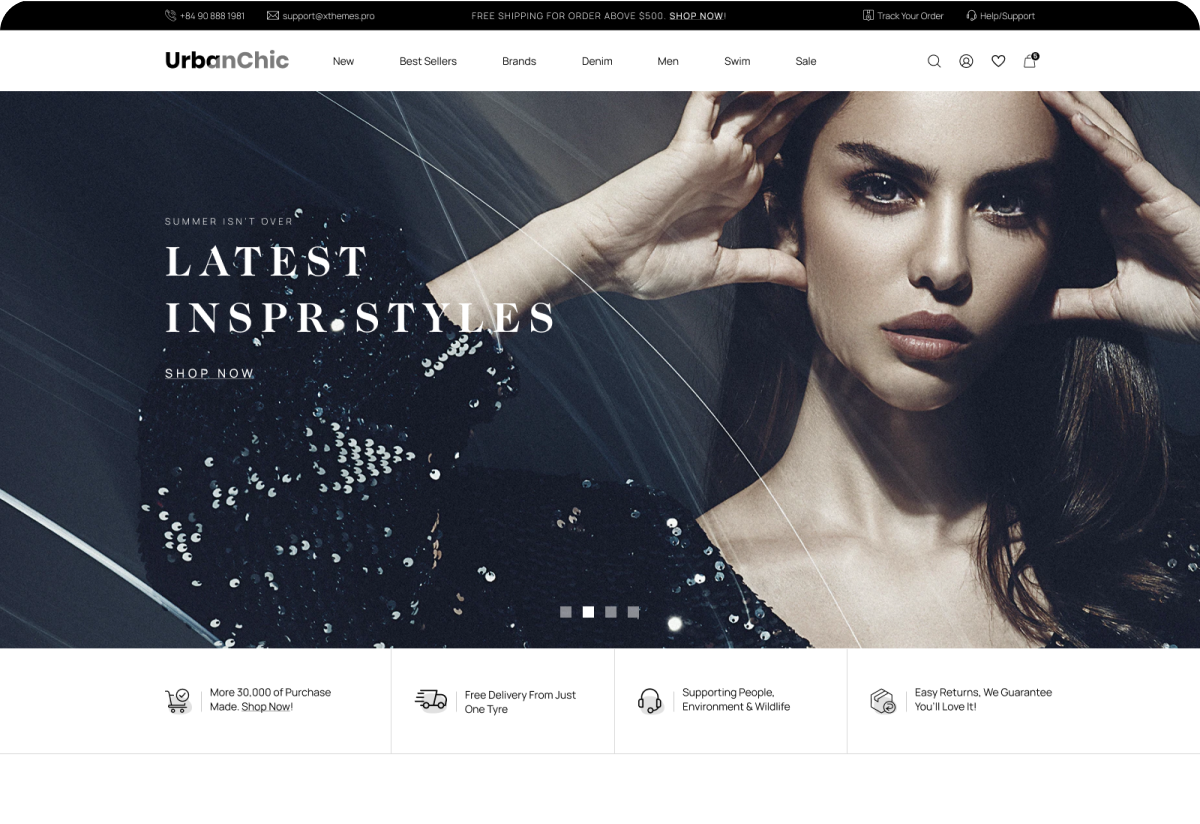 +84 90 888 1981
support@xthemes.pro
FREE SHIPPING FOR ORDER ABOVE $500. SHOP NOW!
Track Your Order
Help/Support
UrbanChic
New
Best Sellers
Brands
Denim
Men
Swim
Sale
SUMMER ISN'T OVER
LATEST
INSPR STYLES
SHOP NOW
More 30,000 of Purchase
Made. Shop Now!
Free Delivery From Just
One Tyre
Supporting People,
Environment & Wildlife
Easy Returns, We Guarantee
You'll Love It!